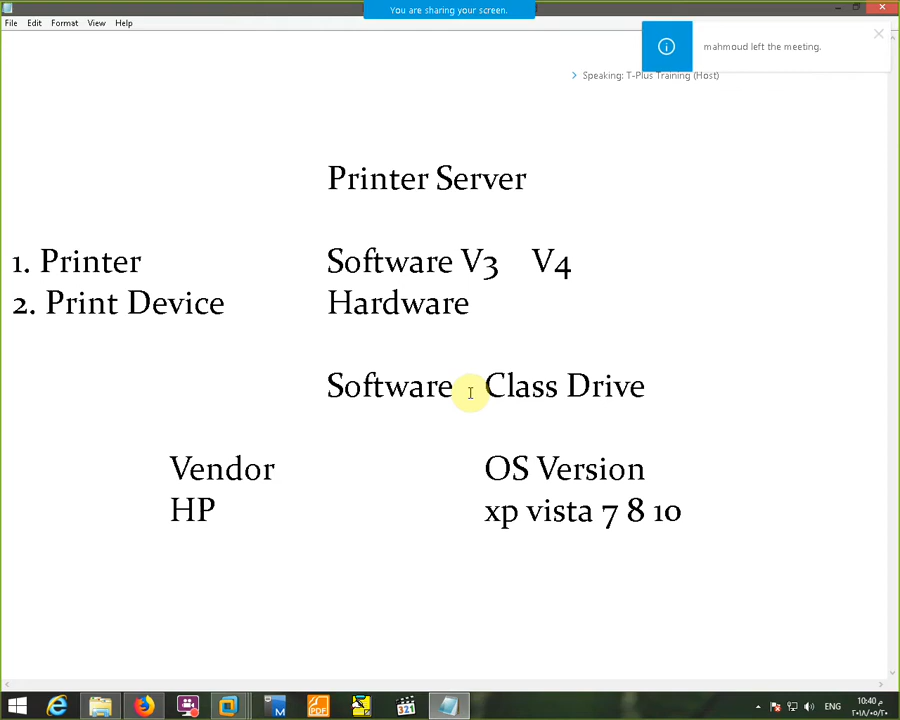 You are sharing your screen.
File Edit Format View Help
mahmoud left the meeting.
Speaking: T-Plus Training (Host)
Printer Server
1. Printer Software V3 V4
2. Print Device Hardware
Software Class Drive
Vendor OS Version
HP xp vista 7 8 10
PDF
321
ENG
م 10:40